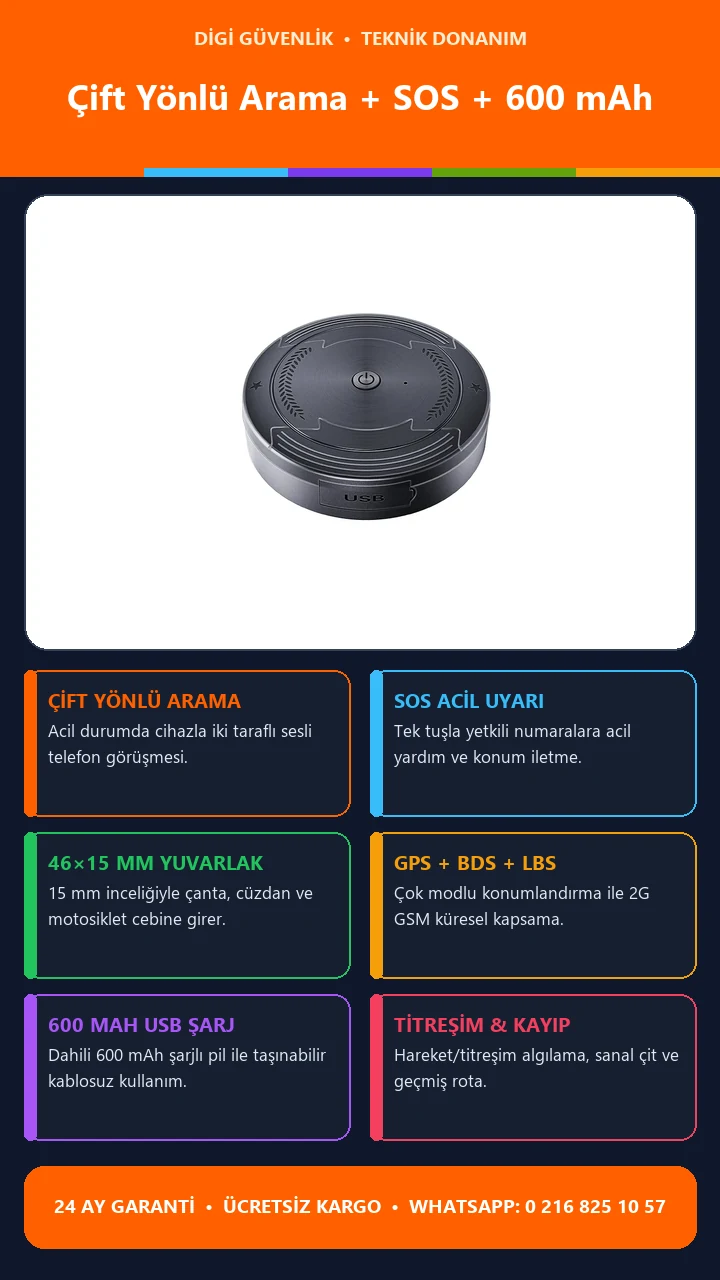 DİGİ GÜVENLİK • TEKNİK DONANIM
Çift Yönlü Arama + SOS + 600 mAh
USB
ÇİFT YÖNLÜ ARAMA
Acil durumda cihazla iki taraflı sesli
telefon görüşmesi.
SOS ACİL UYARI
Tek tuşla yetkili numaralara acil
yardım ve konum iletme.
46×15 MM YUVARLAK
15 mm inceliğiyle çanta, cüzdan ve
motosiklet cebine girer.
GPS + BDS + LBS
Çok modlu konumlandırma ile 2G
GSM küresel kapsama.
600 MAH USB ŞARJ
Dahili 600 mAh şarjlı pil ile taşınabilir
kablosuz kullanım.
TİTREŞİM & KAYIP
Hareket/titreşim algılama, sanal çit ve
geçmiş rota.
24 AY GARANTİ • ÜCRETSİZ KARGO • WHATSAPP: 0 216 825 10 57